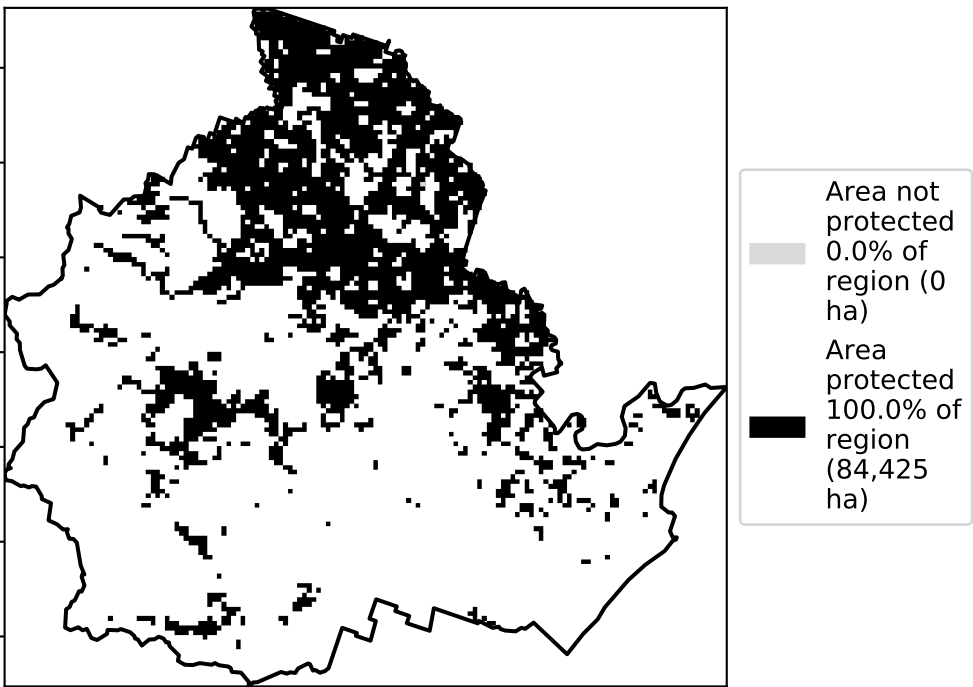 Area not
protected
0.0% of
region (0
ha)
Area
protected
100.0% of
region
(84,425
ha)